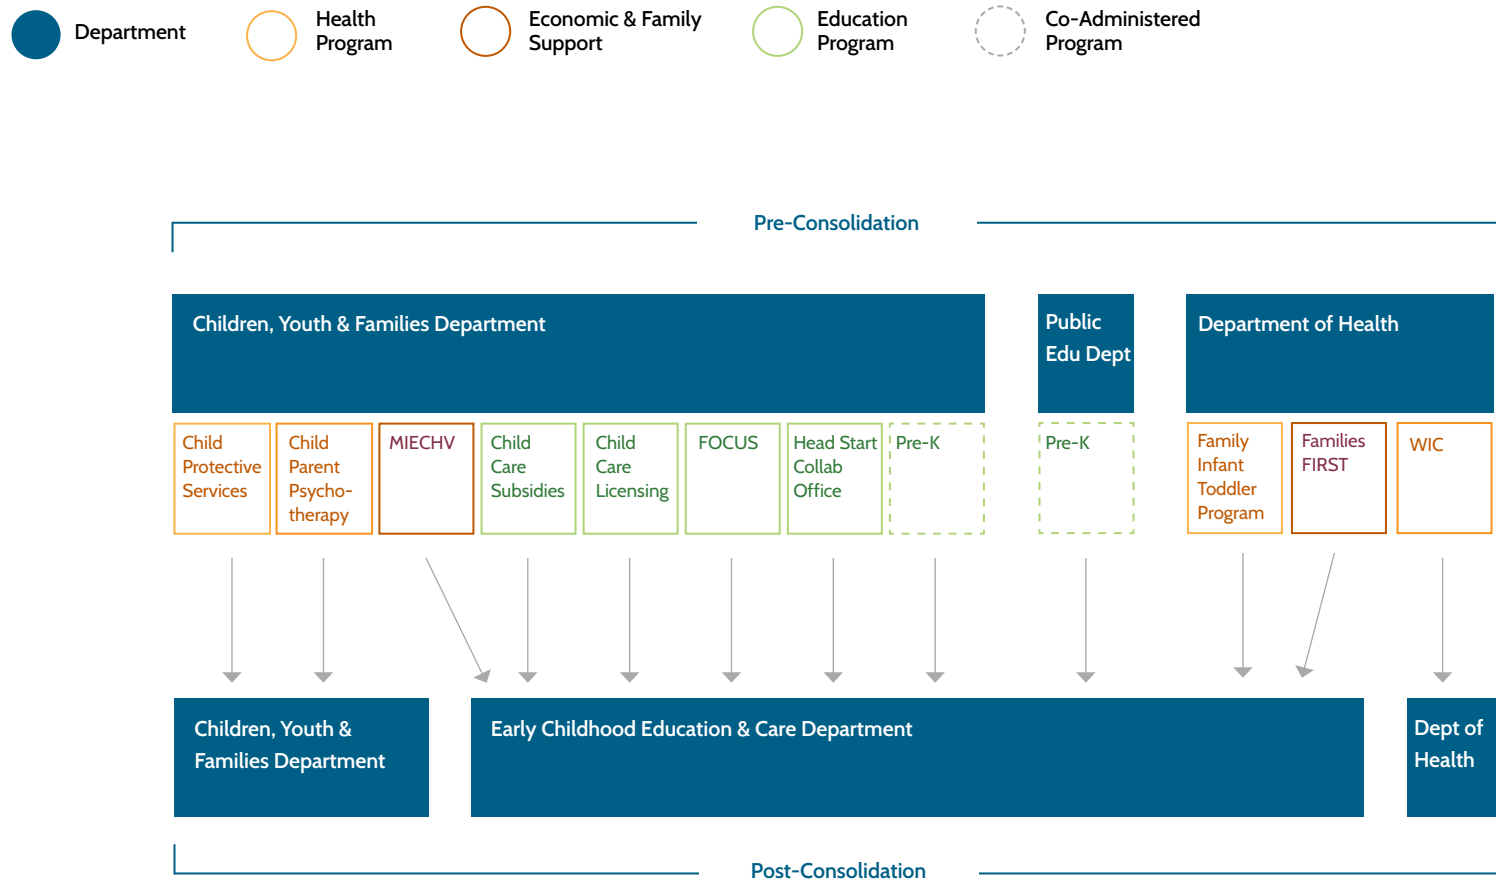 Department
Health
Program
Economic & Family
Support
Education
Program
Co-Administered
Program
Pre-Consolidation
Children, Youth & Families Department
Public
Edu Dept
Department of Health
Child
Protective
Services
Child
Parent
Psycho-
therapy
MIECHV
Child
Care
Subsidies
Child
Care
Licensing
FOCUS
Head Start
Collab
Office
Pre-K
Pre-K
Family
Infant
Toddler
Program
Families
FIRST
WIC
Children, Youth &
Families Department
Early Childhood Education & Care Department
Dept of
Health
Post-Consolidation